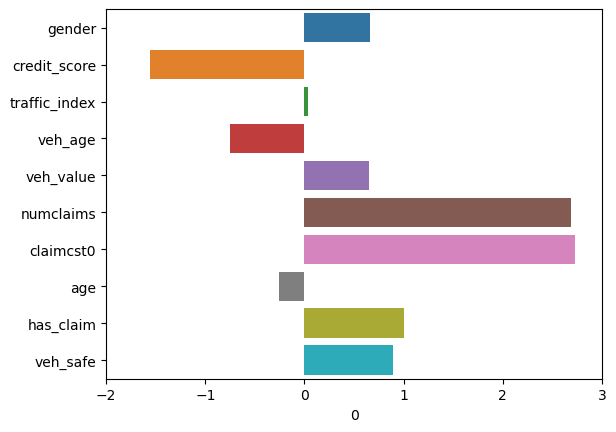 gender
credit_score
traffic_index
veh_age
veh_value
numclaims
claimcst0
age
has_claim
veh_safe
−2 −1 0 1 2 3
0